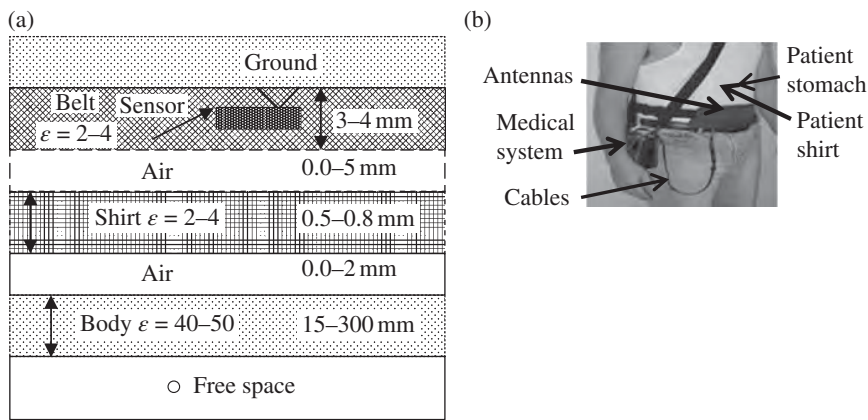 (a)
Ground
Belt
Sensor
ε = 2–4
3–4 mm
Air
0.0–5 mm
Shirt ε = 2–4
0.5–0.8 mm
Air
0.0–2 mm
Body ε = 40–50
15–300 mm
Free space
(b)
Antennas
Patient
stomach
Medical
system
Patient
shirt
Cables